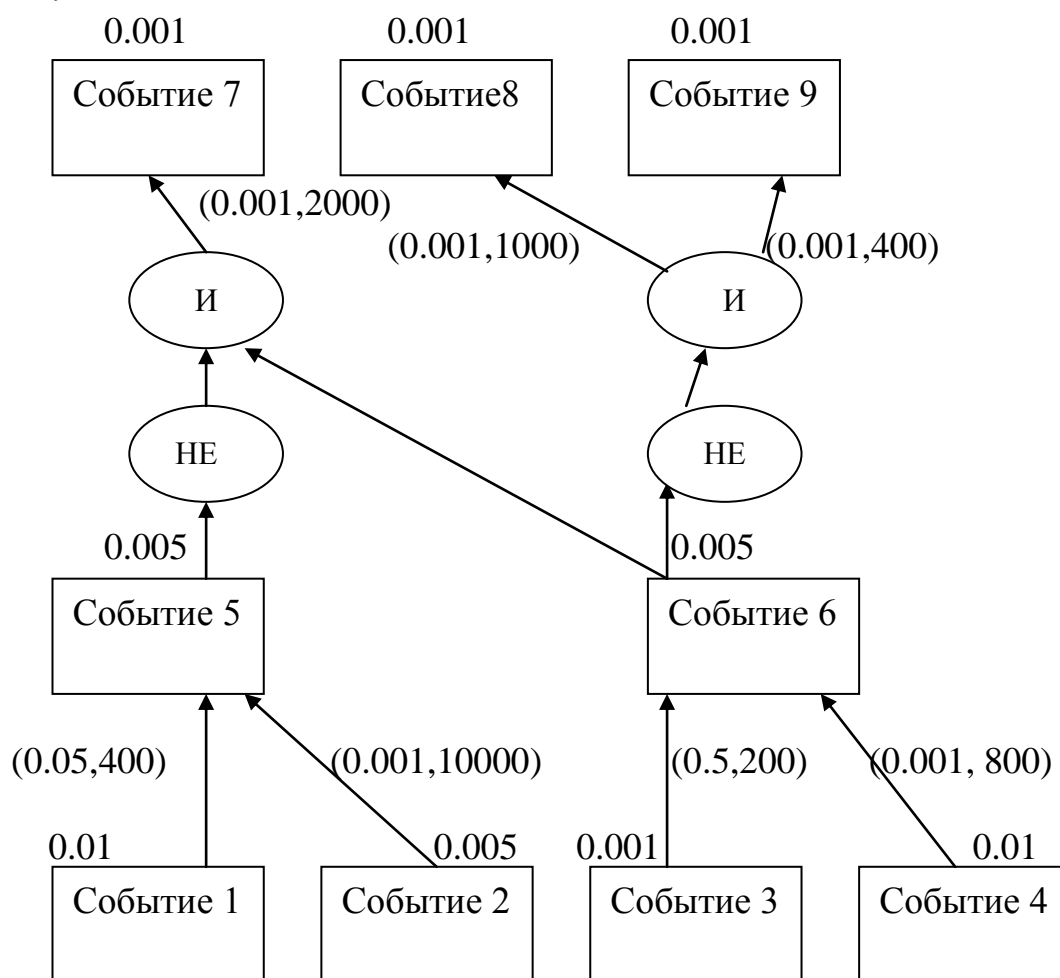 0.001 0.001 0.001
Событие 7 Событие8 Событие 9
(0.001,2000)
(0.001,1000) (0.001,400)
И И
НЕ НЕ
0.005 0.005
Событие 5 Событие 6
(0.05,400) (0.001,10000) (0.5,200) (0.001, 800)
0.01 0.005 0.001 0.01
Событие 1 Событие 2 Событие 3 Событие 4